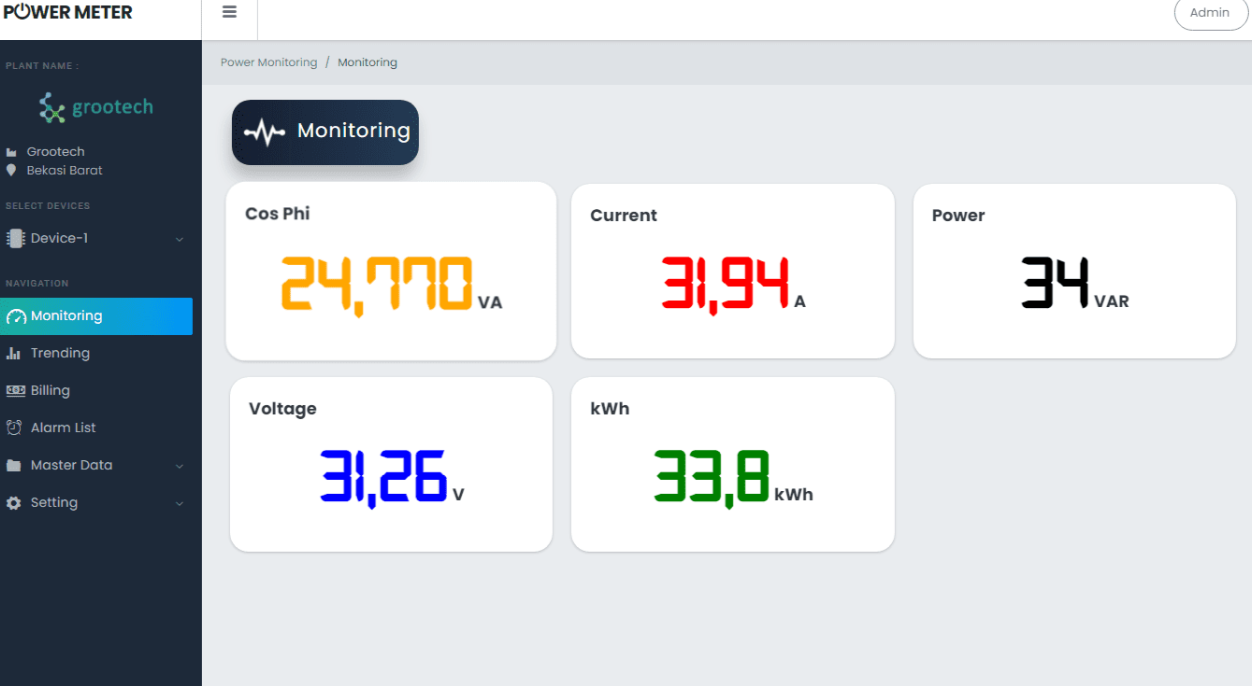 POWER METER
Admin
PLANT NAME :
grootech
Grootech
Bekasi Barat
SELECT DEVICES
Device-1
NAVIGATION
Monitoring
Trending
Billing
Alarm List
Master Data
Setting
Power Monitoring / Monitoring
Monitoring
Cos Phi
24,770 VA
Current
31,94 A
Power
34 VAR
Voltage
31,26 V
kWh
33,8 kWh